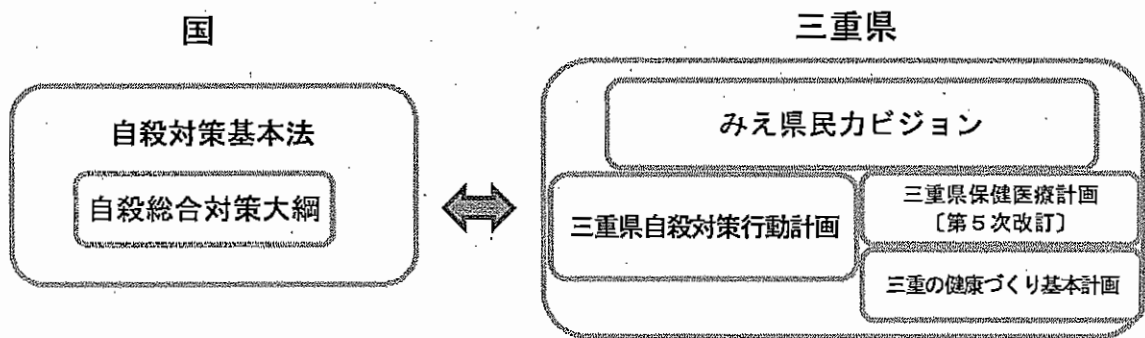 国
三重県
自殺対策基本法
自殺総合対策大綱
みえ県民力ビジョン
三重県自殺対策行動計画
三重県保健医療計画
〔第5次改訂〕
三重の健康づくり基本計画